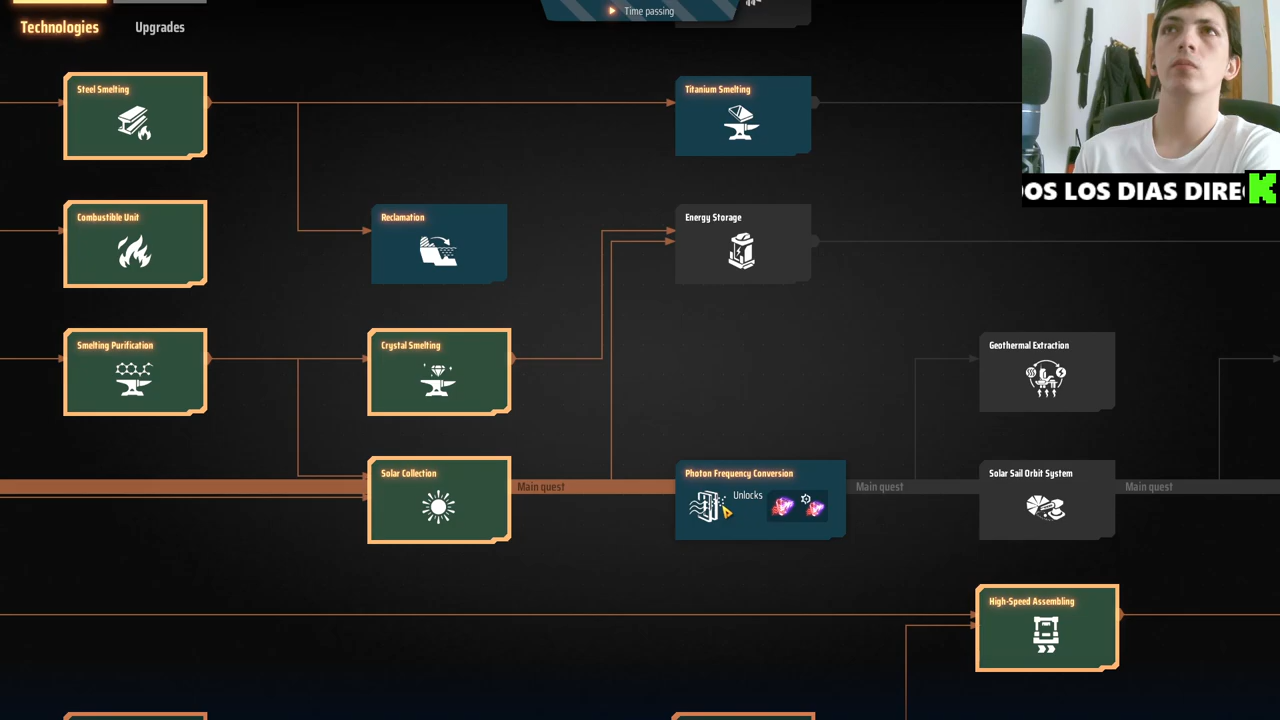 Technologies
Upgrades
Time passing
Steel Smelting
Titanium Smelting
DOS LOS DIAS DIRE
Combustible Unit
Reclamation
Energy Storage
Smelting Purification
Crystal Smelting
Geothermal Extraction
Solar Collection
Main quest
Photon Frequency Conversion
Unlocks
Main quest
Solar Sail Orbit System
Main quest
High-Speed Assembling